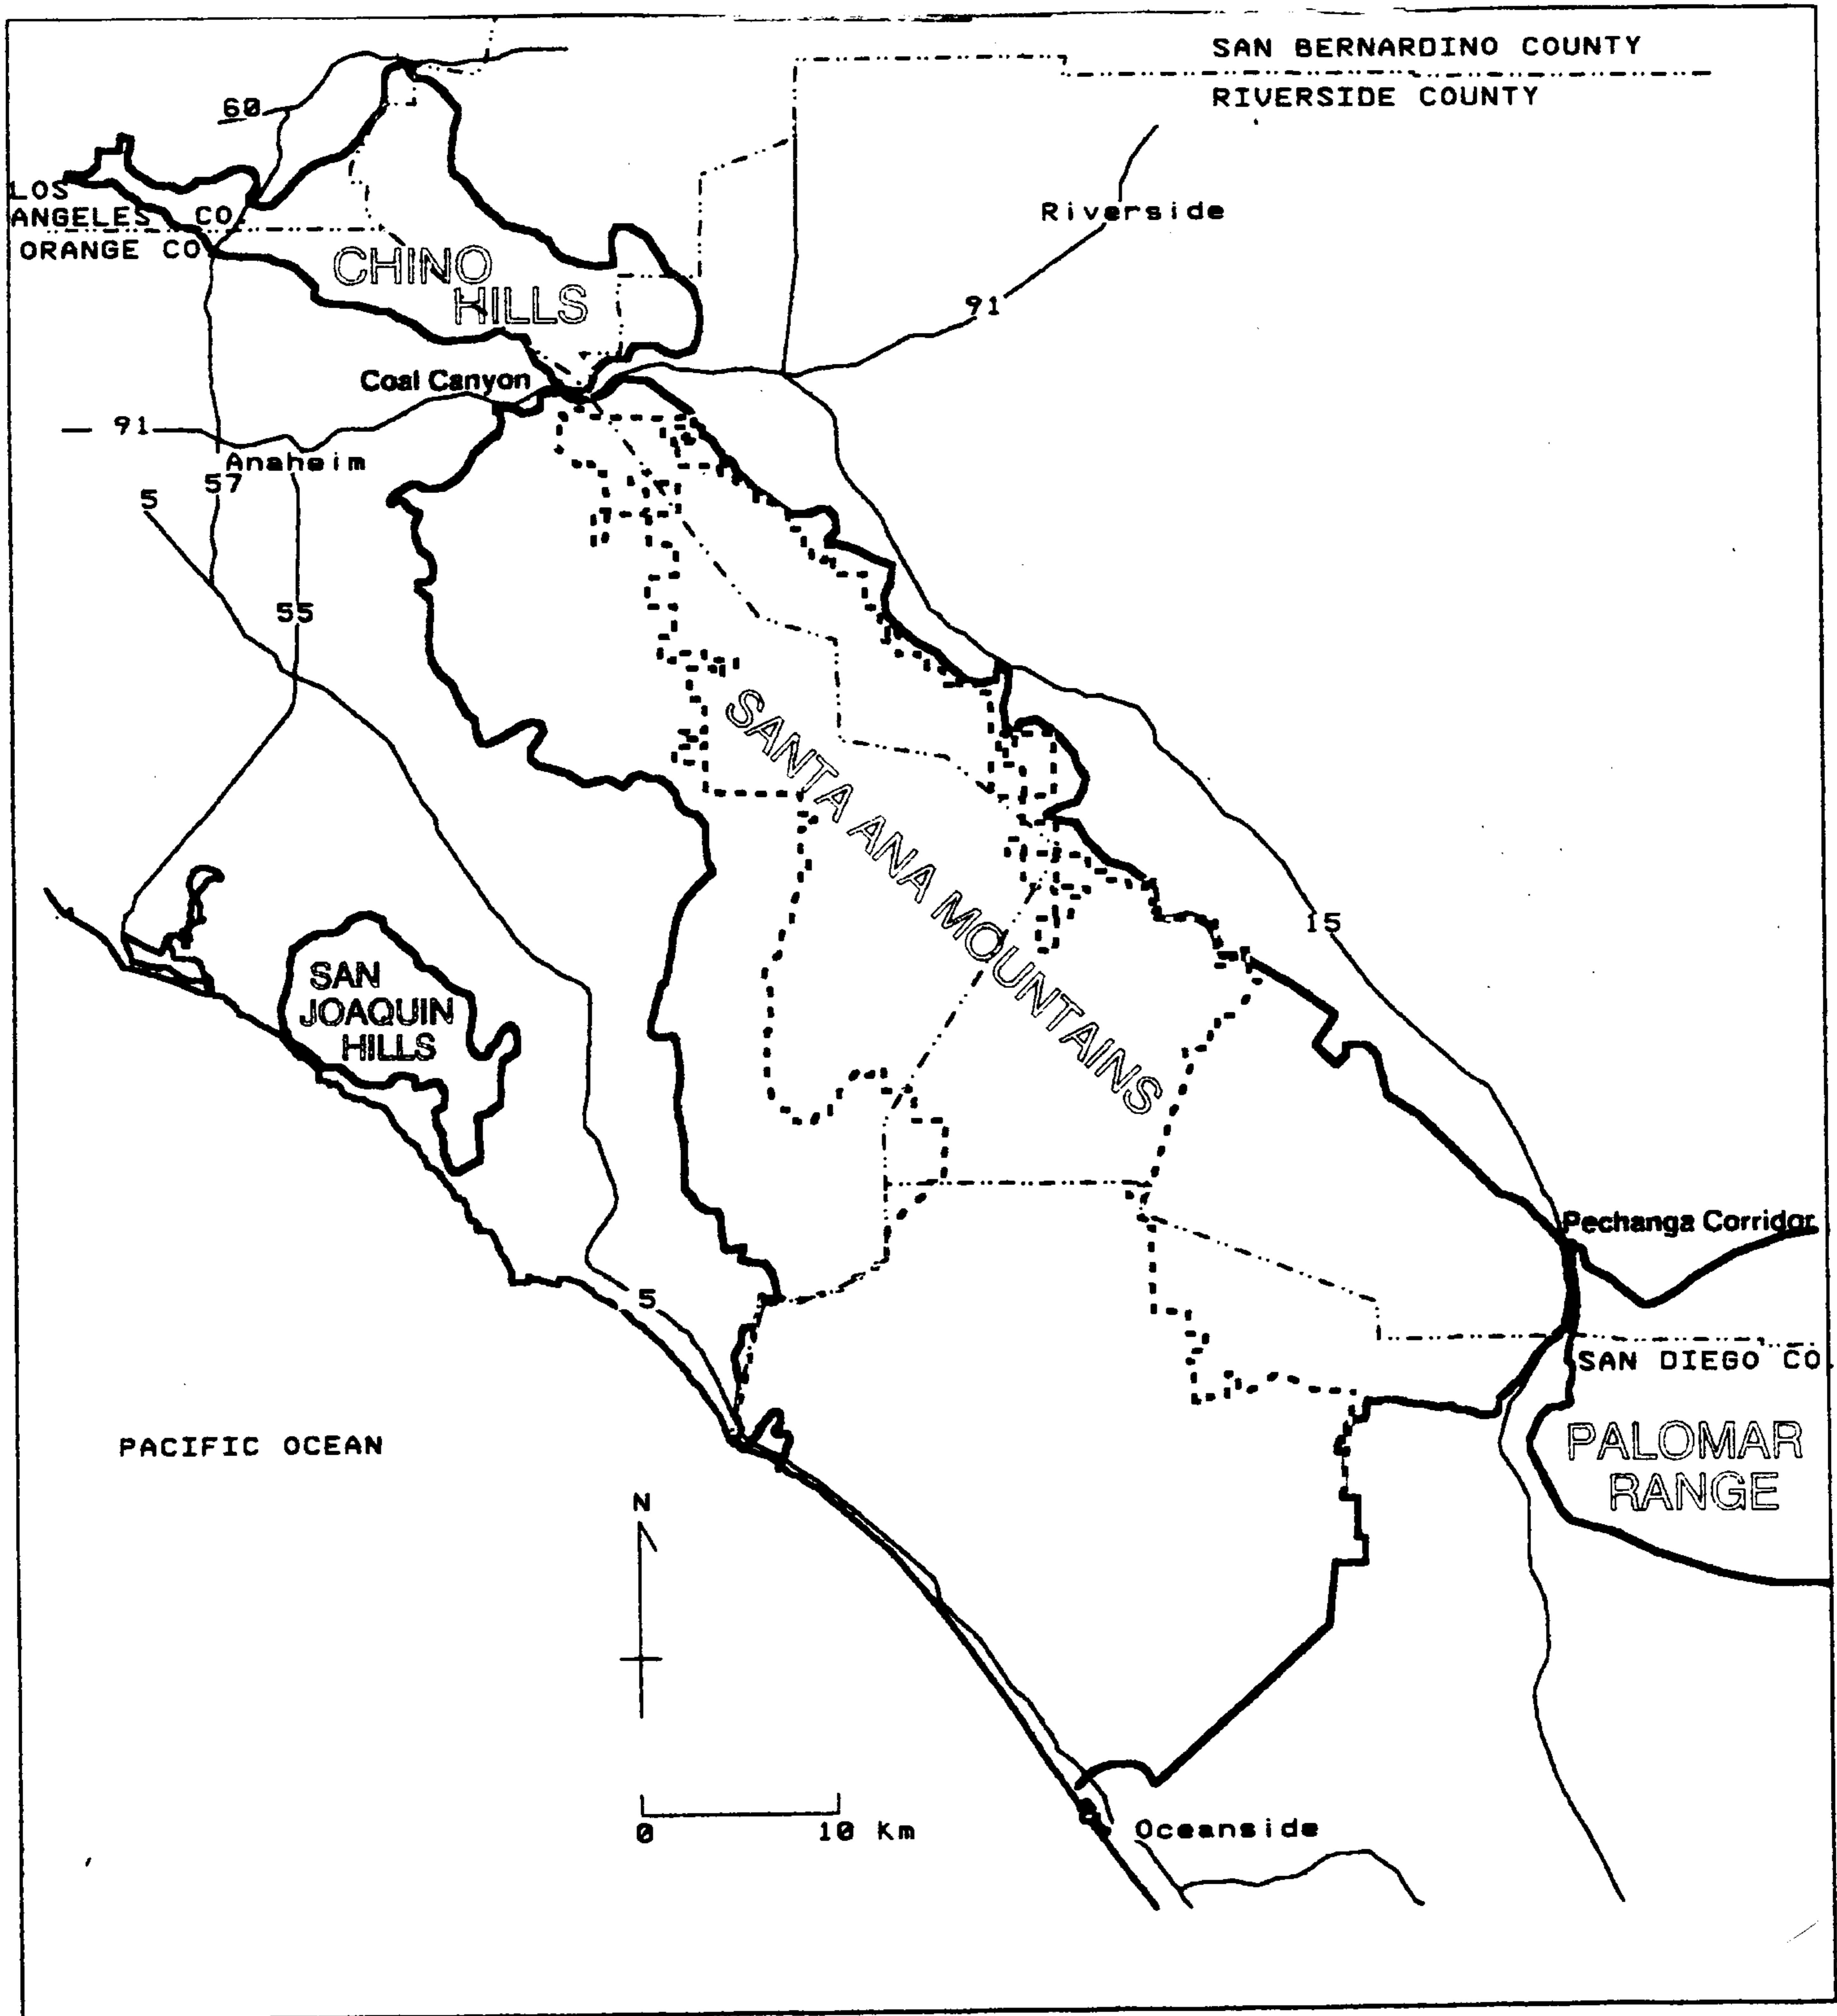 SAN BERNARDINO COUNTY
RIVERSIDE COUNTY
60
LOS
ANGELES CO.
ORANGE CO
Riverside
CHINO
HILLS
91
Coal Canyon
91
Anaheim
57
5
55
SANTA ANA MOUNTAINS
15
SAN
JOAQUIN
HILLS
Pechanga Corridor
5
SAN DIEGO CO.
PACIFIC OCEAN
PALOMAR
RANGE
N
0 10 Km
Oceanside